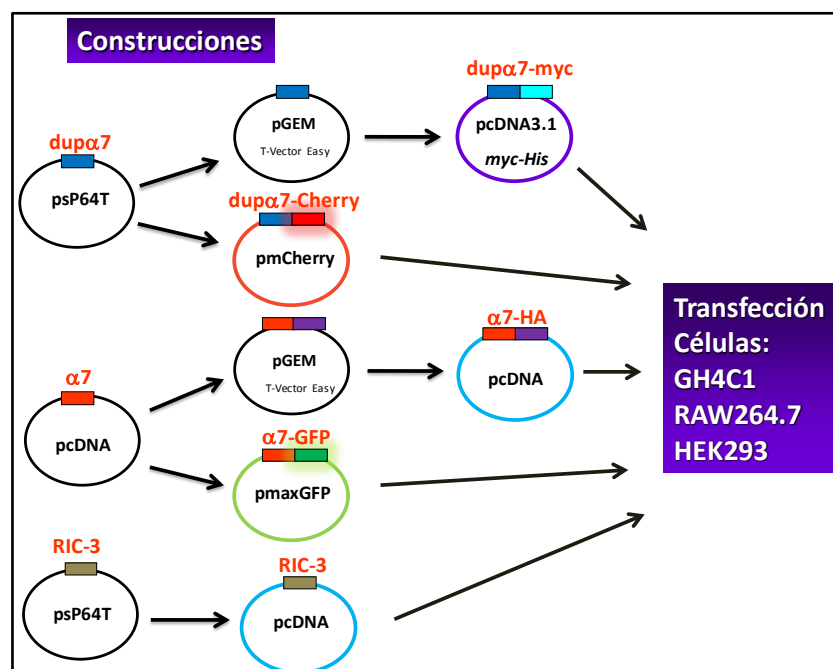 Construcciones
dupα7
psP64T
pGEM
T-Vector Easy
dupα7-myc
pcDNA3.1
myc-His
dupα7-Cherry
pmCherry
α7
pcDNA
pGEM
T-Vector Easy
α7-HA
pcDNA
α7-GFP
pmaxGFP
RIC-3
psP64T
RIC-3
pcDNA
Transfección
Células:
GH4C1
RAW264.7
HEK293